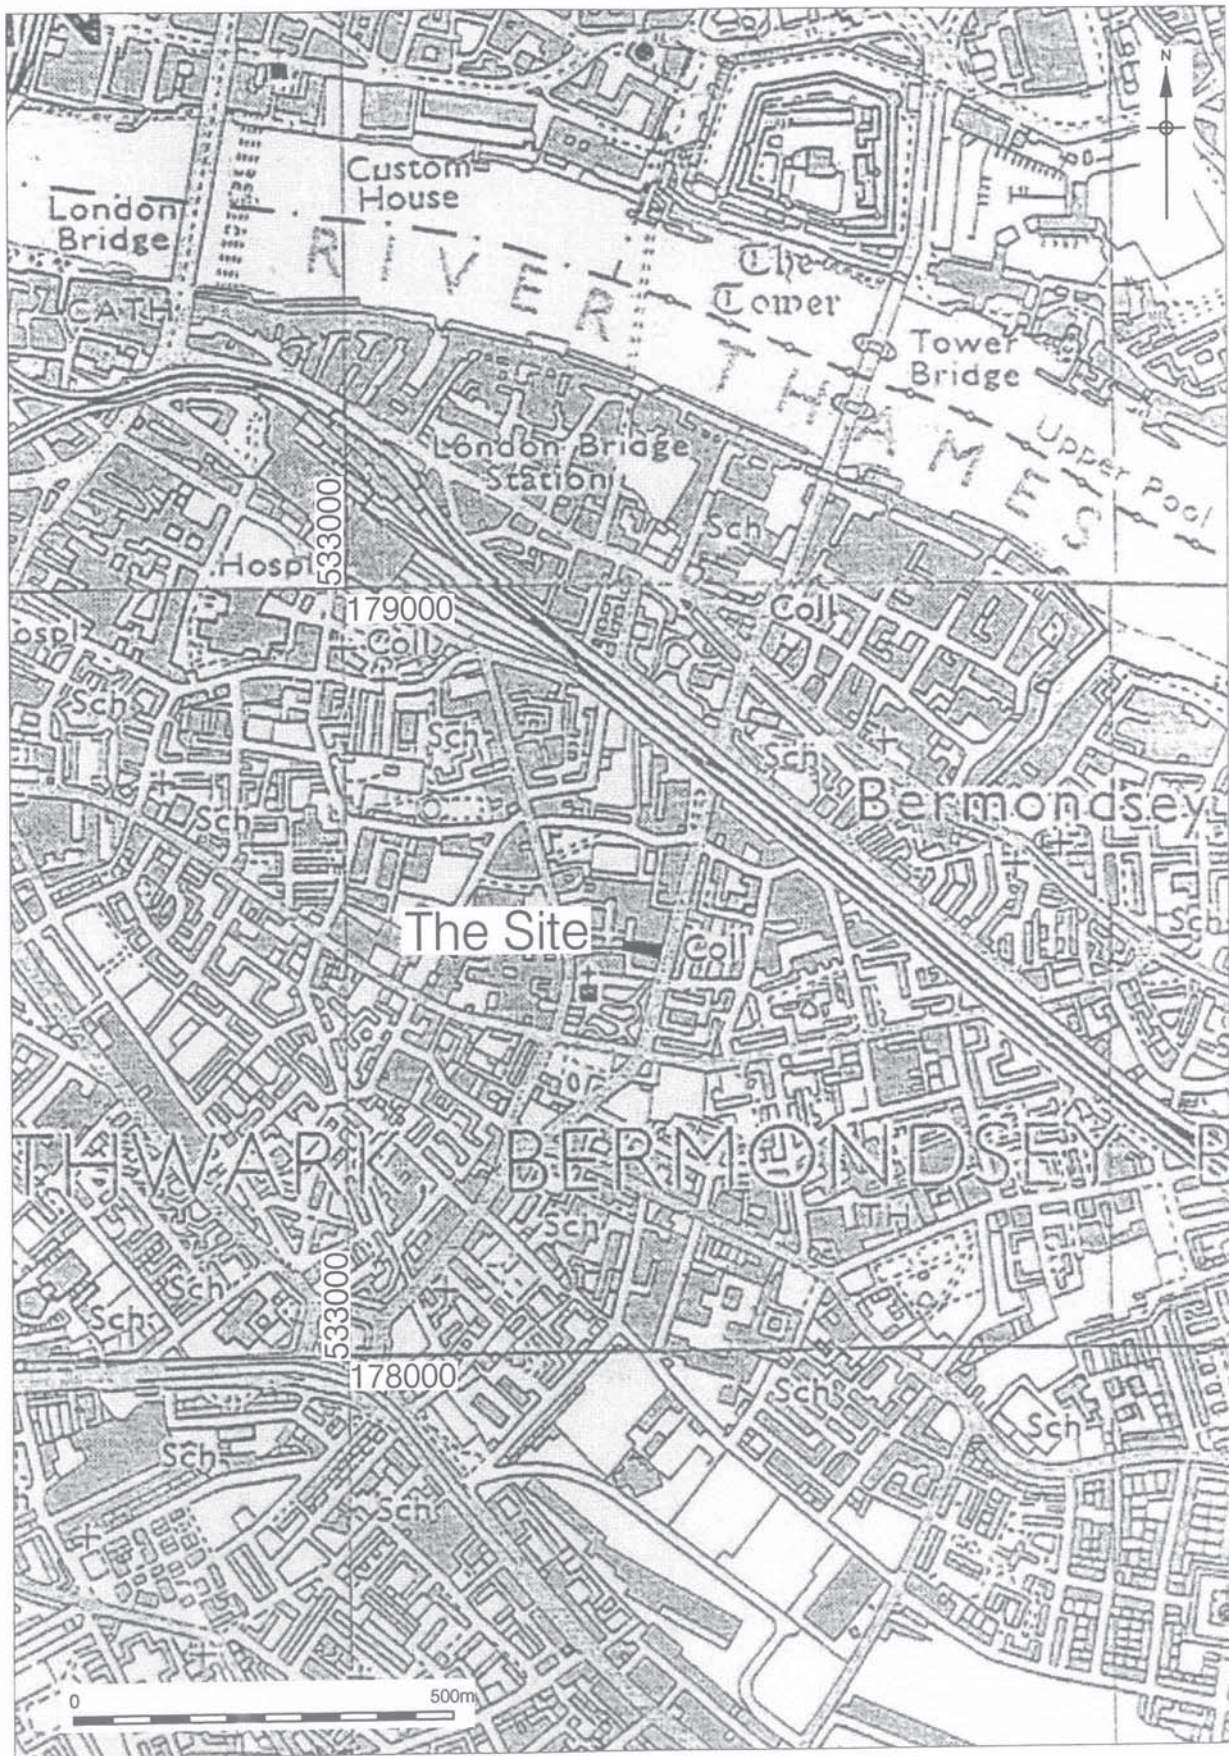 N
Custom
House
London
Bridge
RIVER THAMES
The
Tower
CATH
Tower
Bridge
Upper Pool
London Bridge
Station
Sch
533000
Hospl
179000
Coll
ospl
Coll
Sch
Sch
Sch
Bermondsey
Sch
Sch
The Site
Coll
THWARK
BERMONDSEY
B
Sch
Sch
533000
Sch
178000
Sch
Sch
Sch
Sch
0
500m